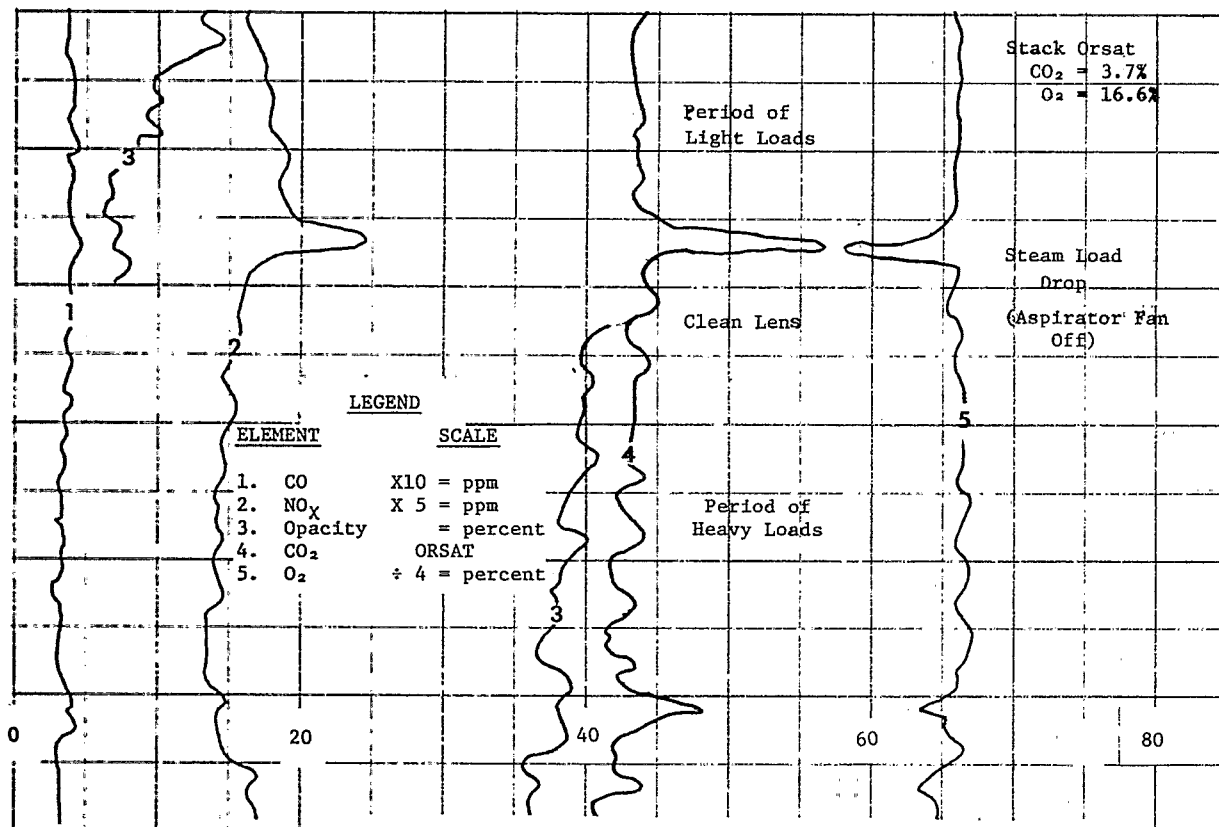 Stack Orsat
CO₂ = 3.7%
O₂ = 16.6%
Period of
Light Loads
3
Steam Load
Drop
1
Clean Lens
(Aspirator Fan
Off)
2
LEGEND
ELEMENT SCALE
5
4
1. CO X10 = ppm
2. NOX X 5 = ppm
3. Opacity = percent
4. CO₂ ORSAT
5. O₂ ÷ 4 = percent
Period of
Heavy Loads
3
0 20 40 60 80